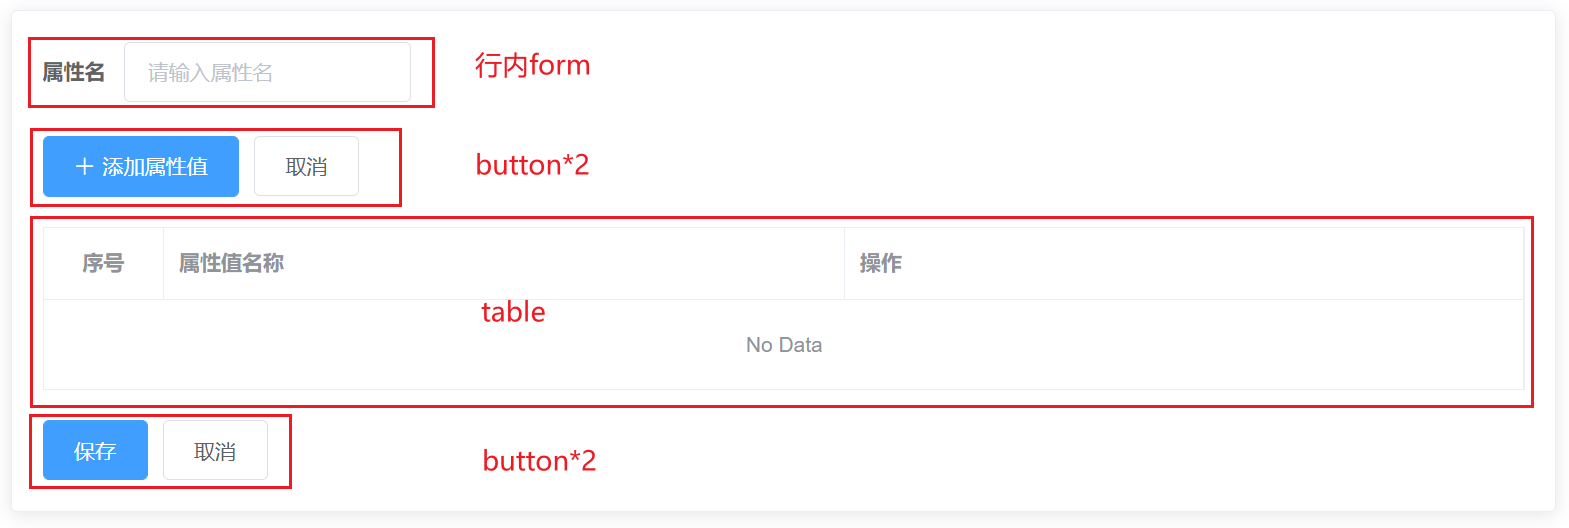 属性名 请输入属性名 行内form
+ 添加属性值 取消 button*2
序号 属性值名称 操作
table
No Data
保存 取消 button*2